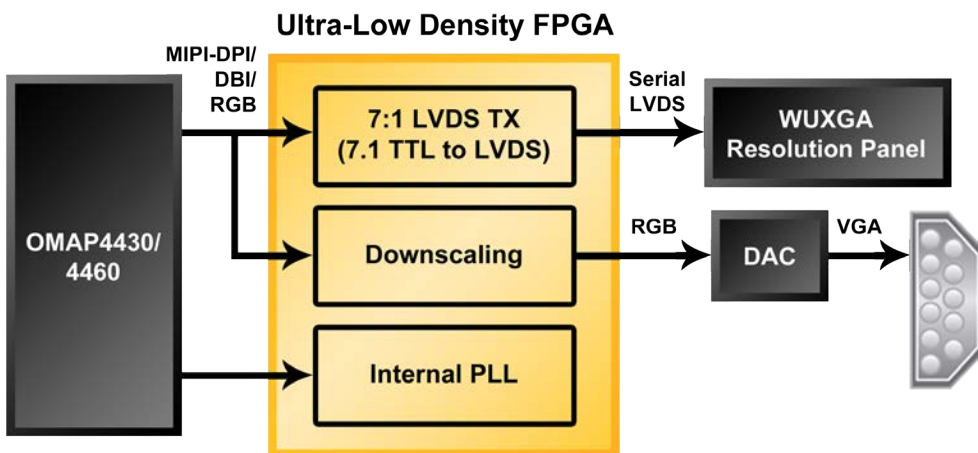 Ultra-Low Density FPGA
MIPI-DPI/
DBI/
RGB
OMAP4430/
4460
7:1 LVDS TX
(7.1 TTL to LVDS)
Serial
LVDS
WUXGA
Resolution Panel
Downscaling
RGB
DAC
VGA
Internal PLL